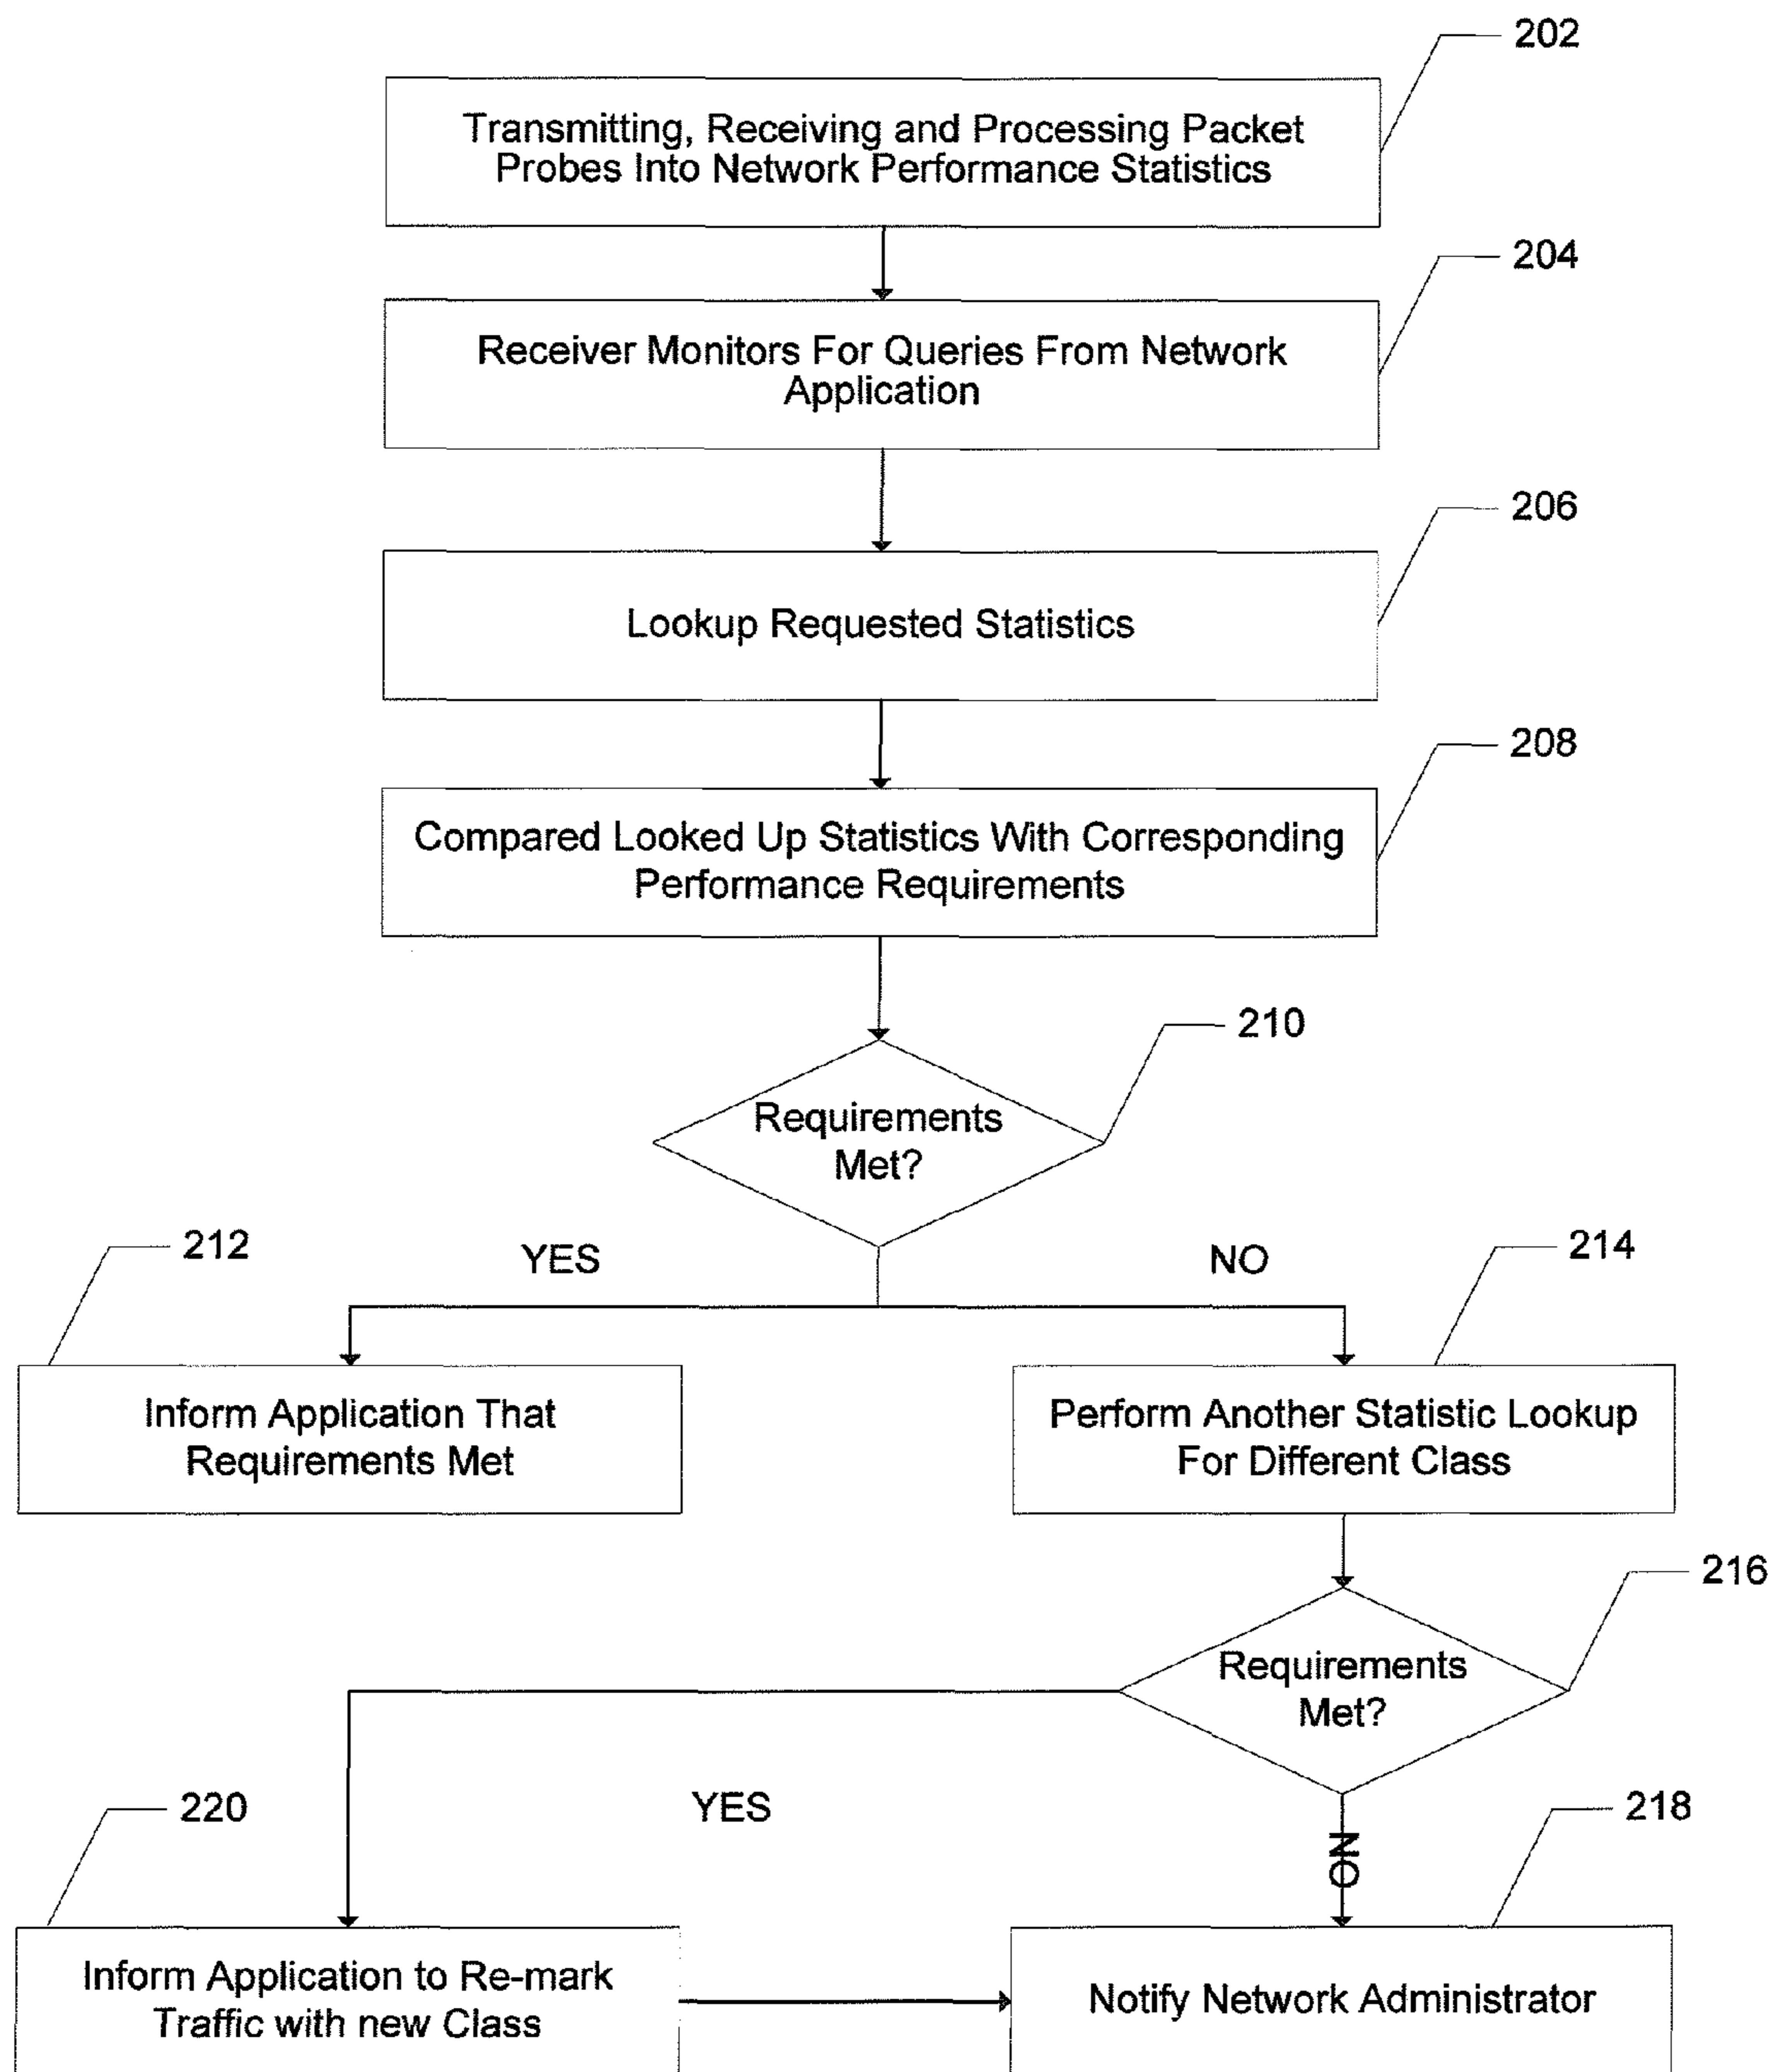 202
Transmitting, Receiving and Processing Packet
Probes Into Network Performance Statistics
204
Receiver Monitors For Queries From Network
Application
206
Lookup Requested Statistics
208
Compared Looked Up Statistics With Corresponding
Performance Requirements
210
Requirements
Met?
212
YES
NO
214
Inform Application That
Requirements Met
Perform Another Statistic Lookup
For Different Class
216
Requirements
Met?
220
YES
NO
218
Inform Application to Re-mark
Traffic with new Class
Notify Network Administrator